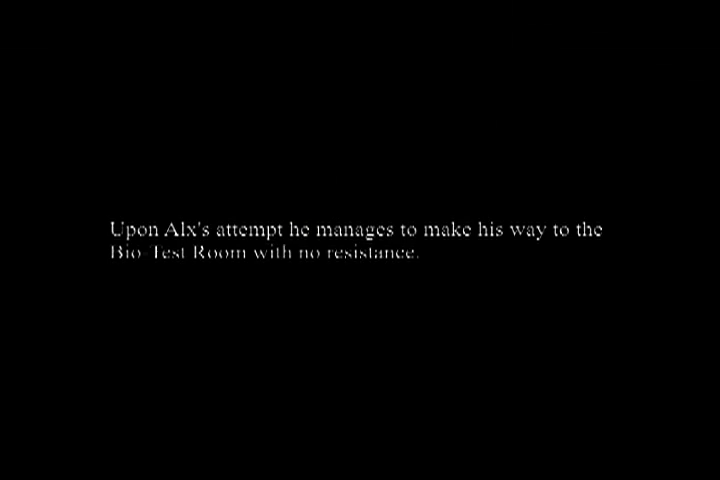 Upon Alx's attempt he manages to make his way to the
Bio-Test Room with no resistance.